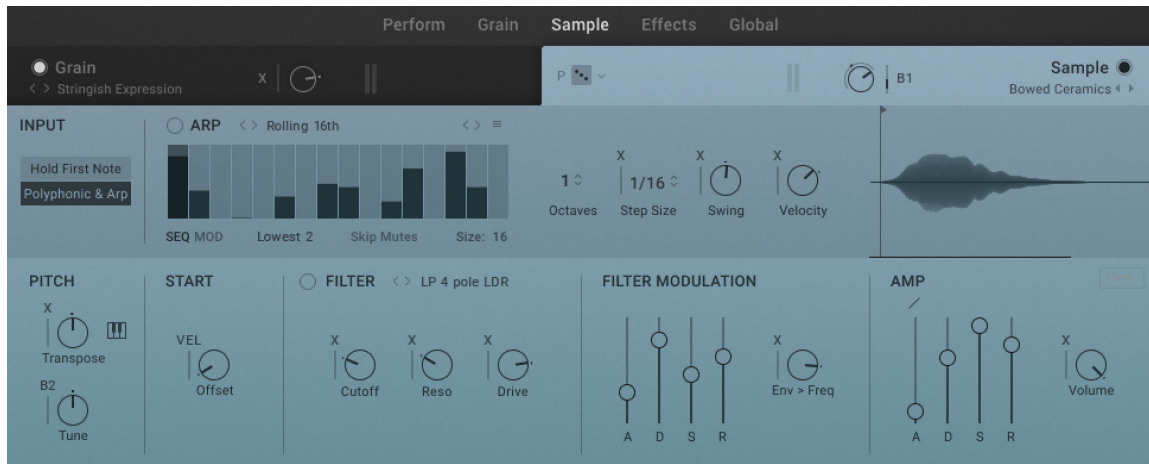 Perform Grain Sample Effects Global
Grain
< > Stringish Expression
X
P
B1
Sample
Bowed Ceramics
INPUT
Hold First Note
Polyphonic & Arp
ARP < > Rolling 16th < >
SEQ MOD Lowest 2 Skip Mutes Size: 16
X X X
1 1/16
Octaves Step Size Swing Velocity
PITCH
X
Transpose
B2
Tune
START
VEL
Offset
FILTER < > LP 4 pole LDR
X X X
Cutoff Reso Drive
FILTER MODULATION
A D S R
X
Env > Freq
AMP
A D S R
X
Volume